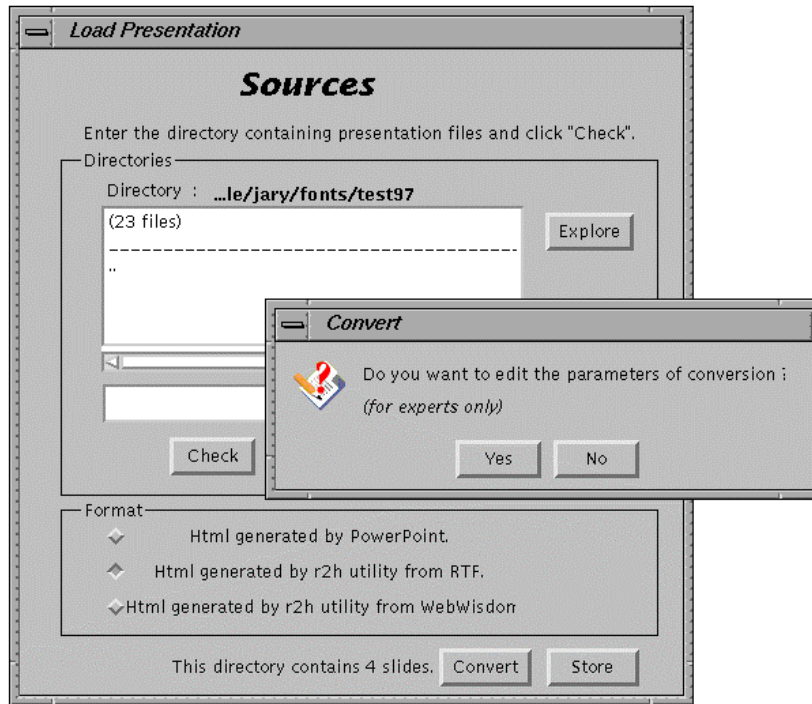 Load Presentation
Sources
Enter the directory containing presentation files and click "Check".
Directories
Directory : ...le/jary/fonts/test97
(23 files)
----------------------------------------
..
Explore
Convert
Do you want to edit the parameters of conversion
(for experts only)
Yes No
Check
Format
Html generated by PowerPoint.
Html generated by r2h utility from RTF.
Html generated by r2h utility from WebWisdom
This directory contains 4 slides. Convert Store